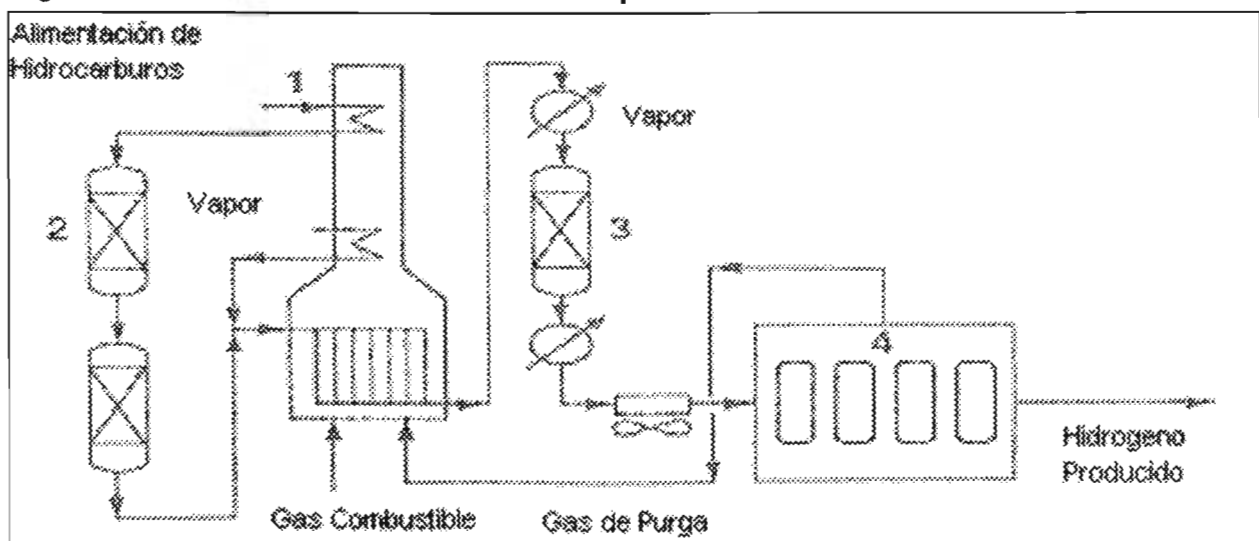 Alimentación de
Hidrocarburos
1
Vapor
Vapor
2
3
4
Hidrogeno
Producido
Gas Combustible
Gas de Purga